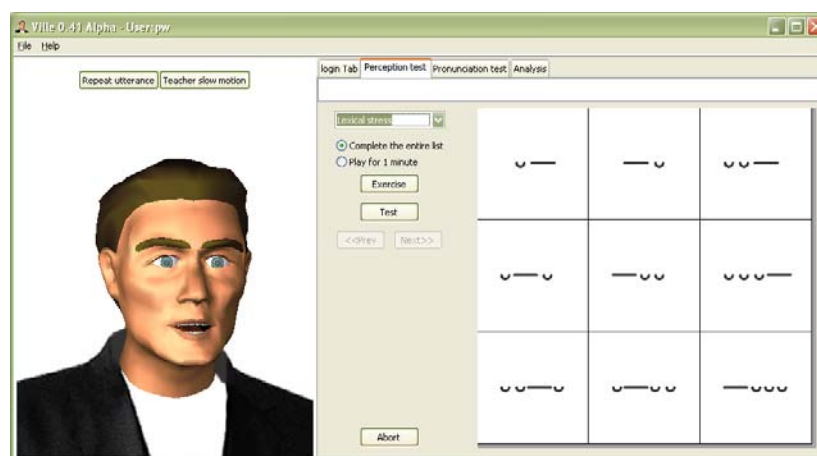 Ville 0.41 Alpha - User:pw
File Help
Repeat utterance Teacher slow motion
login Tab Perception test Pronunciation test Analysis
Lexical stress
Complete the entire list
Play for 1 minute
Exercise
Test
<<Prev Next>>
Abort